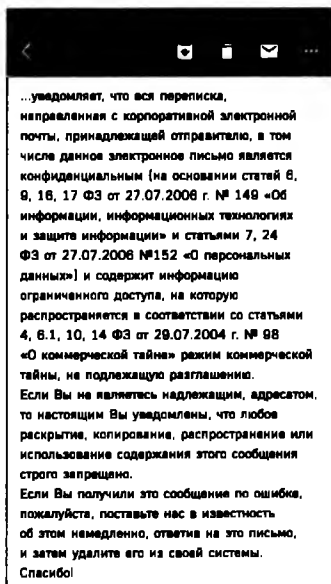 ...уведомляет, что вся переписка,
направленная с корпоративной электронной
почты, принадлежащей отправителю, в том
числе данное электронное письмо является
конфиденциальным (на основании статей 6,
9, 16, 17 ФЗ от 27.07.2006 г. № 149 «Об
информации, информационных технологиях
и защите информации» и статьями 7, 24
ФЗ от 27.07.2006 №152 «О персональных
данных») и содержит информацию
ограниченного доступа, на которую
распространяется в соответствии со статьями
4, 6.1, 10, 14 ФЗ от 29.07.2004 г. № 98
«О коммерческой тайне» режим коммерческой
тайны, не подлежащую разглашению.
Если Вы не являетесь надлежащим, адресатом,
то настоящим Вы уведомлены, что любое
раскрытие, копирование, распространение или
использование содержания этого сообщения
строго запрещено.
Если Вы получили это сообщение по ошибке,
пожалуйста, поставьте нас в известность
об этом немедленно, ответив на это письмо,
и затем удалите его из своей системы.
Спасибо!